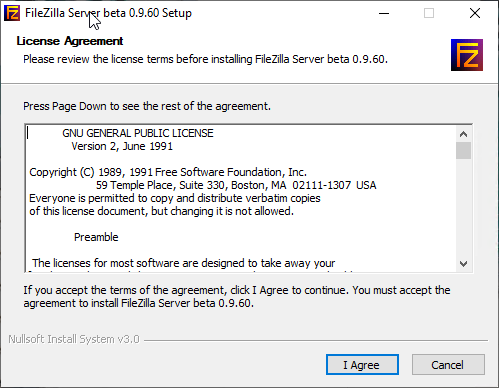 FileZilla Server beta 0.9.60 Setup
License Agreement
Please review the license terms before installing FileZilla Server beta 0.9.60.
Press Page Down to see the rest of the agreement.
GNU GENERAL PUBLIC LICENSE
Version 2, June 1991
Copyright (C) 1989, 1991 Free Software Foundation, Inc.
59 Temple Place, Suite 330, Boston, MA 02111-1307 USA
Everyone is permitted to copy and distribute verbatim copies
of this license document, but changing it is not allowed.
Preamble
The licenses for most software are designed to take away your
If you accept the terms of the agreement, click I Agree to continue. You must accept the
agreement to install FileZilla Server beta 0.9.60.
Nullsoft Install System v3.0
I Agree
Cancel